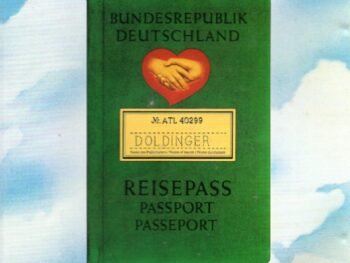 BUNDESREPUBLIK
DEUTSCHLAND
№ ATL 40299
DOLDINGER
REISEPASS
PASSPORT
PASSEPORT